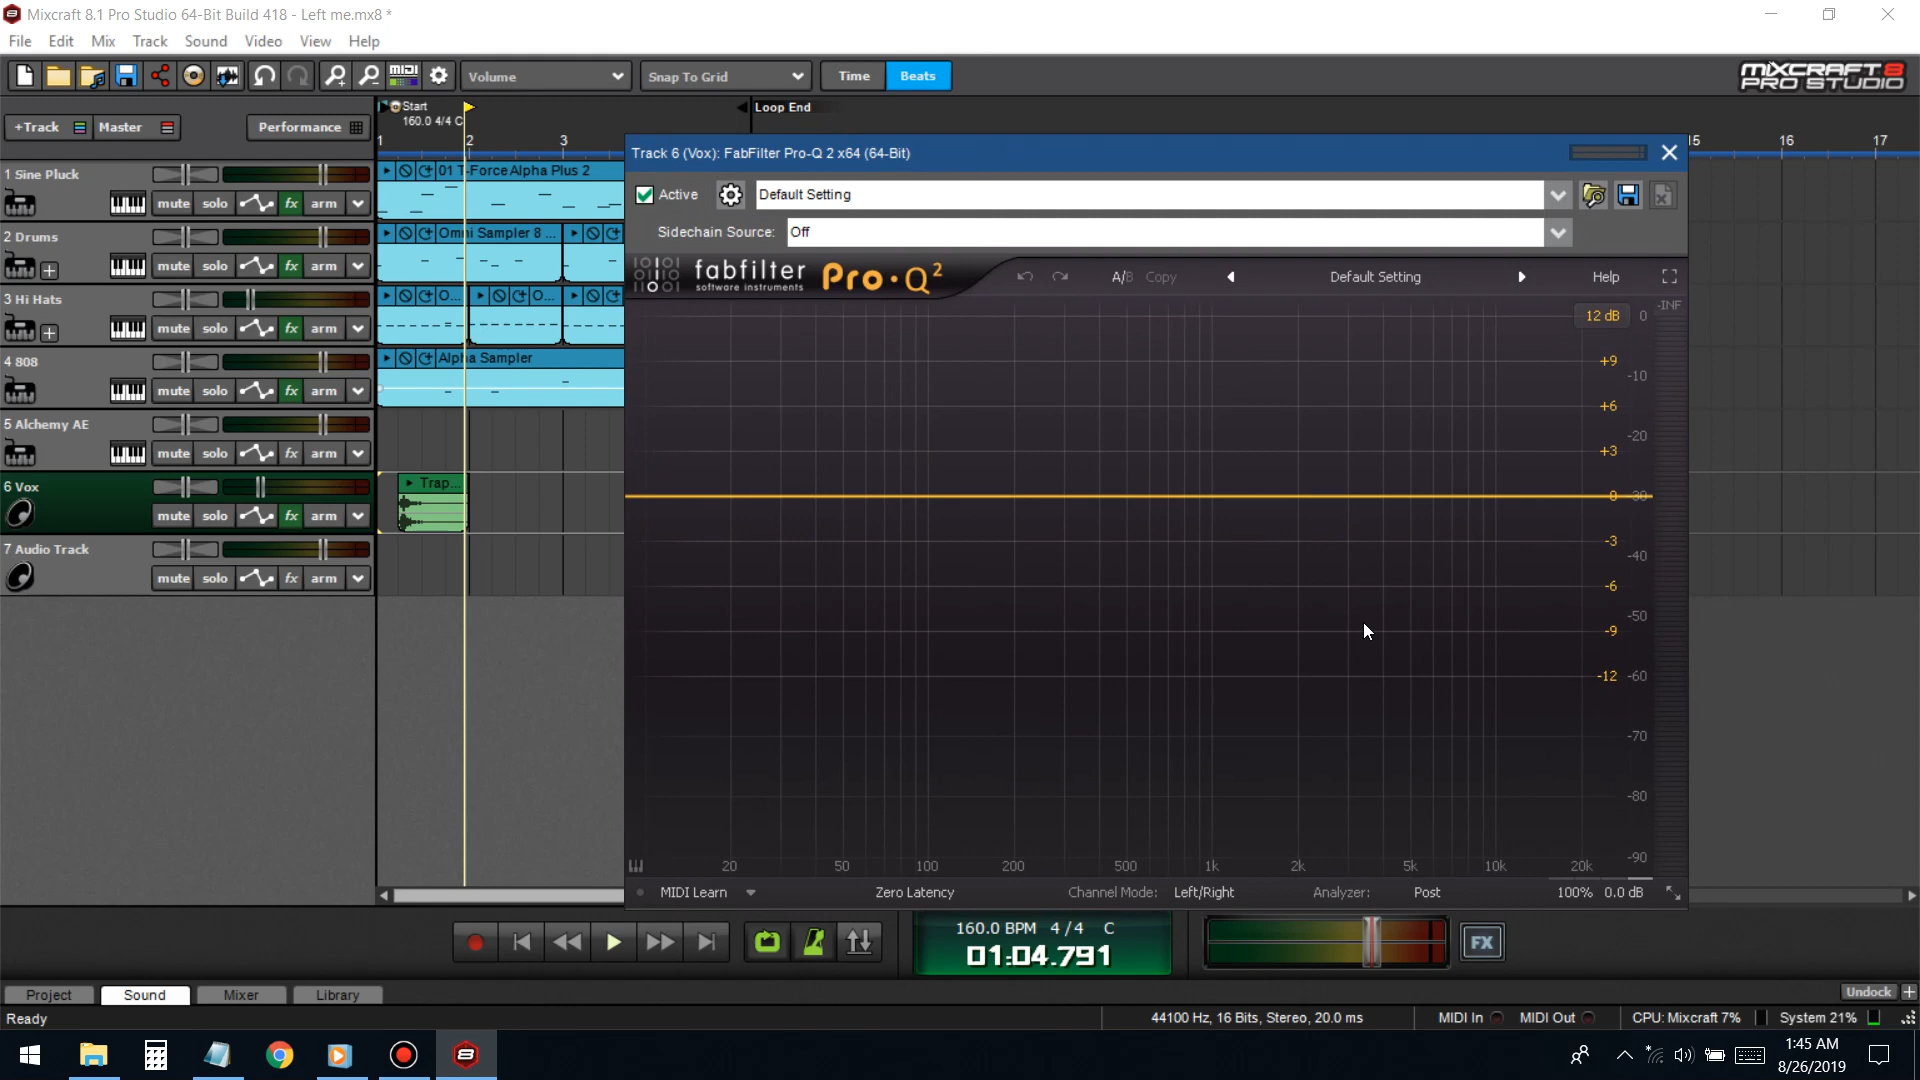 Mixcraft 8.1 Pro Studio 64-Bit Build 418 - Left me.mx8 *
File Edit Mix Track Sound Video View Help
MIDI Volume Snap To Grid Time Beats MIXCRAFT 8 PRO STUDIO
+Track Master Performance
Start
160.0 4/4 C
Loop End
1 2 3 15 16 17
1 Sine Pluck
mute solo fx arm
01 T-Force Alpha Plus 2
2 Drums
mute solo fx arm
Omni Sampler 8 ...
3 Hi Hats
mute solo fx arm
O... O...
4 808
mute solo fx arm
Alpha Sampler
5 Alchemy AE
mute solo fx arm
6 Vox
mute solo fx arm
Trap...
7 Audio Track
mute solo fx arm
Track 6 (Vox): FabFilter Pro-Q 2 x64 (64-Bit)
Active Default Setting
Sidechain Source: Off
fabfilter
software instruments
Pro·Q2
A/B Copy Default Setting Help
12 dB 0 -INF
+9
-10
+6
-20
+3
0 -30
-3
-40
-6
-50
-9
-12 -60
-70
-80
-90
20 50 100 200 500 1k 2k 5k 10k 20k
MIDI Learn Zero Latency Channel Mode: Left/Right Analyzer: Post 100% 0.0 dB
160.0 BPM 4/4 C
01:04.791
FX
Project Sound Mixer Library Undock
Ready 44100 Hz, 16 Bits, Stereo, 20.0 ms MIDI In MIDI Out CPU: Mixcraft 7% System 21%
1:45 AM
8/26/2019